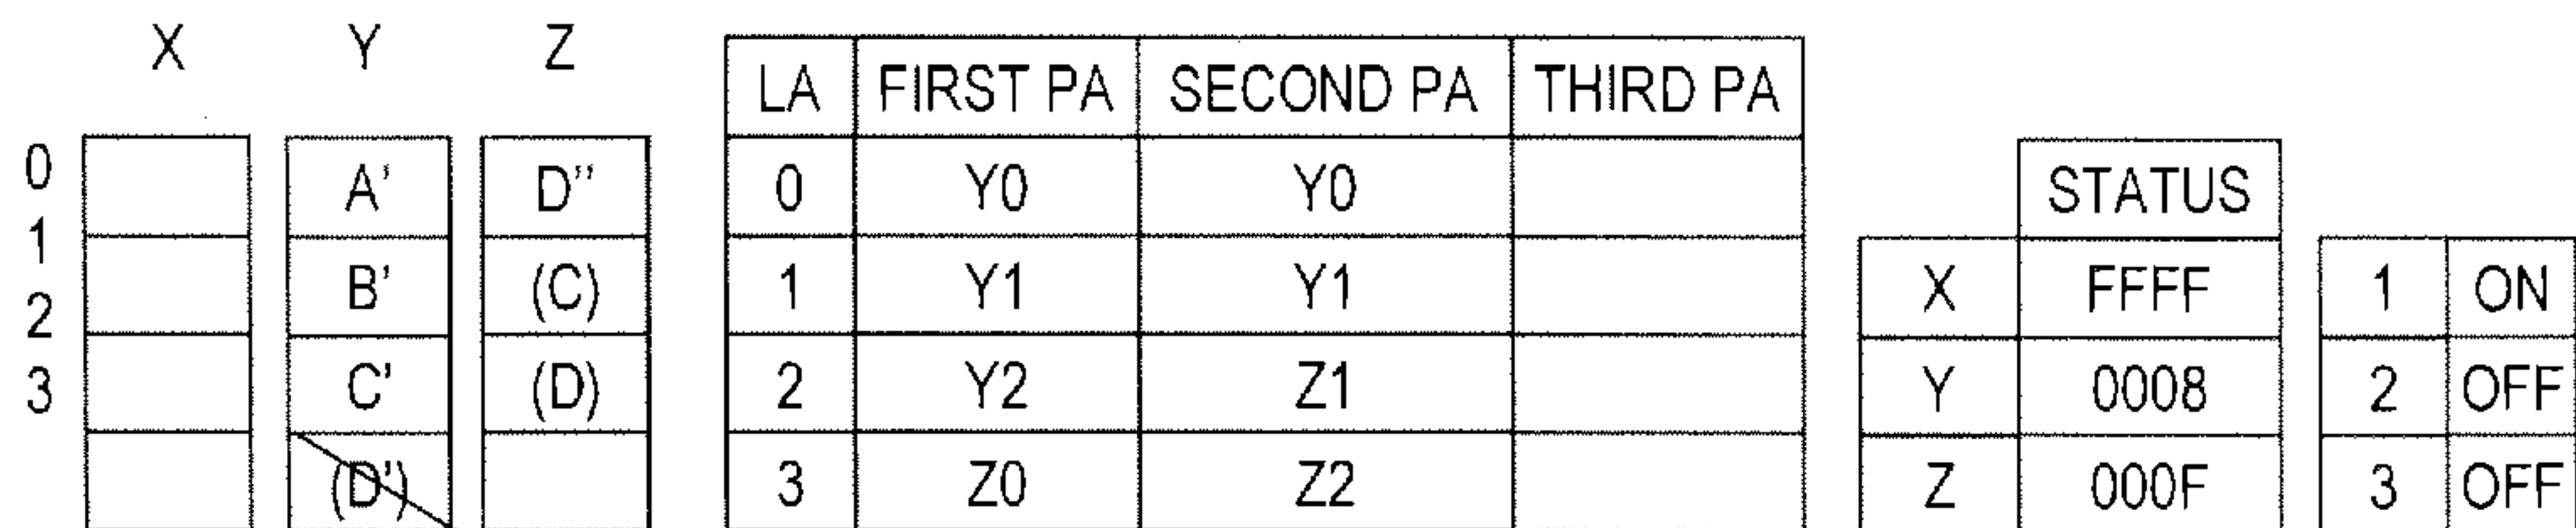 X Y Z
LA FIRST PA SECOND PA THIRD PA
0 A' D" 0 Y0 Y0 STATUS
1 B' (C) 1 Y1 Y1 X FFFF 1 ON
2 C' (D) 2 Y2 Z1 Y 0008 2 OFF
3 (D') 3 Z0 Z2 Z 000F 3 OFF